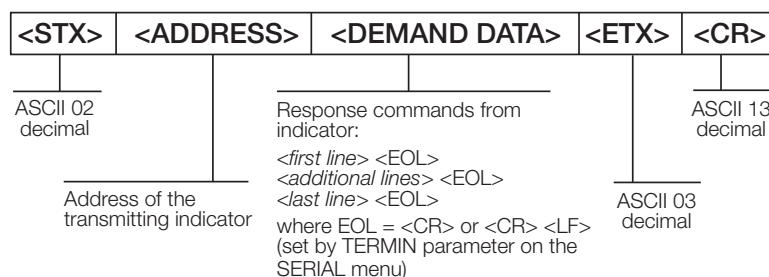 <STX> <ADDRESS> <DEMAND DATA> <ETX> <CR>
ASCII 02
decimal
Address of the
transmitting indicator
Response commands from
indicator:
<first line> <EOL>
<additional lines> <EOL>
<last line> <EOL>
where EOL = <CR> or <CR> <LF>
(set by TERMIN parameter on the
SERIAL menu)
ASCII 03
decimal
ASCII 13
decimal